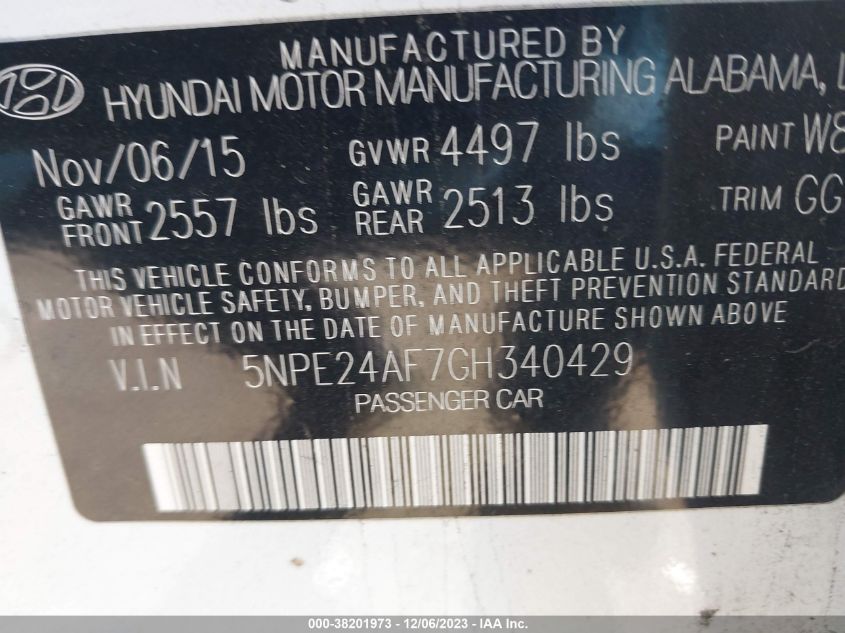 MANUFACTURED BY
HYUNDAI MOTOR MANUFACTURING ALABAMA,
Nov/06/15 GVWR 4497 lbs PAINT W8
GAWR FRONT 2557 lbs GAWR REAR 2513 lbs TRIM GG
THIS VEHICLE CONFORMS TO ALL APPLICABLE U.S.A. FEDERAL
MOTOR VEHICLE SAFETY, BUMPER, AND THEFT PREVENTION STANDARD
IN EFFECT ON THE DATE OF MANUFACTURE SHOWN ABOVE
V.I.N 5NPE24AF7GH340429
PASSENGER CAR
000-38201973 - 12/06/2023 - IAA Inc.